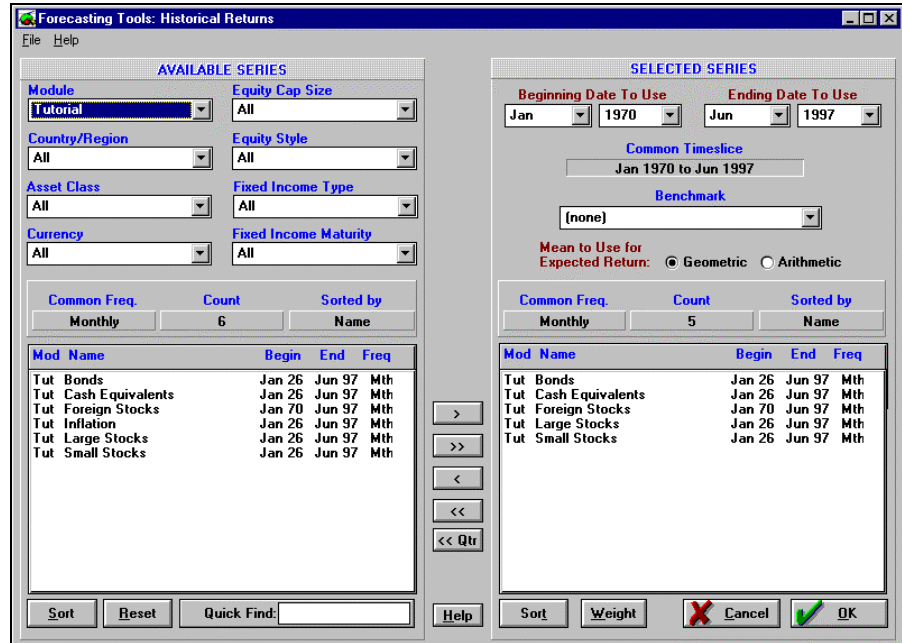 Forecasting Tools: Historical Returns
File Help
AVAILABLE SERIES
Module
Tutorial
Equity Cap Size
All
Country/Region
All
Equity Style
All
Asset Class
All
Fixed Income Type
All
Currency
All
Fixed Income Maturity
All
Common Freq. Count Sorted by
Monthly 6 Name
Mod Name Begin End Freq
Tut Bonds Jan 26 Jun 97 Mth
Tut Cash Equivalents Jan 26 Jun 97 Mth
Tut Foreign Stocks Jan 70 Jun 97 Mth
Tut Inflation Jan 26 Jun 97 Mth
Tut Large Stocks Jan 26 Jun 97 Mth
Tut Small Stocks Jan 26 Jun 97 Mth
Sort Reset Quick Find:
>
>>
<
<<
<< Qtr
Help
SELECTED SERIES
Beginning Date To Use Ending Date To Use
Jan 1970 Jun 1997
Common Timeslice
Jan 1970 to Jun 1997
Benchmark
(none)
Mean to Use for
Expected Return: Geometric Arithmetic
Common Freq. Count Sorted by
Monthly 5 Name
Mod Name Begin End Freq
Tut Bonds Jan 26 Jun 97 Mth
Tut Cash Equivalents Jan 26 Jun 97 Mth
Tut Foreign Stocks Jan 70 Jun 97 Mth
Tut Large Stocks Jan 26 Jun 97 Mth
Tut Small Stocks Jan 26 Jun 97 Mth
Sort Weight Cancel OK